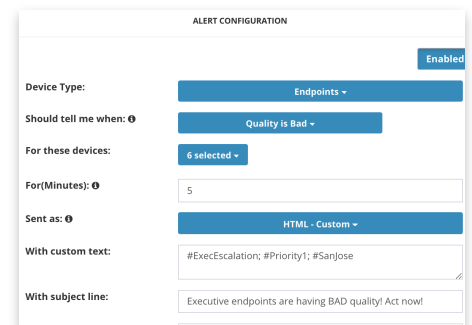 ALERT CONFIGURATION
Enabled
Device Type:
Endpoints
Should tell me when:
Quality is Bad
For these devices:
6 selected
For(Minutes):
5
Sent as:
HTML - Custom
With custom text:
#ExecEscalation; #Priority1; #SanJose
With subject line:
Executive endpoints are having BAD quality! Act now!